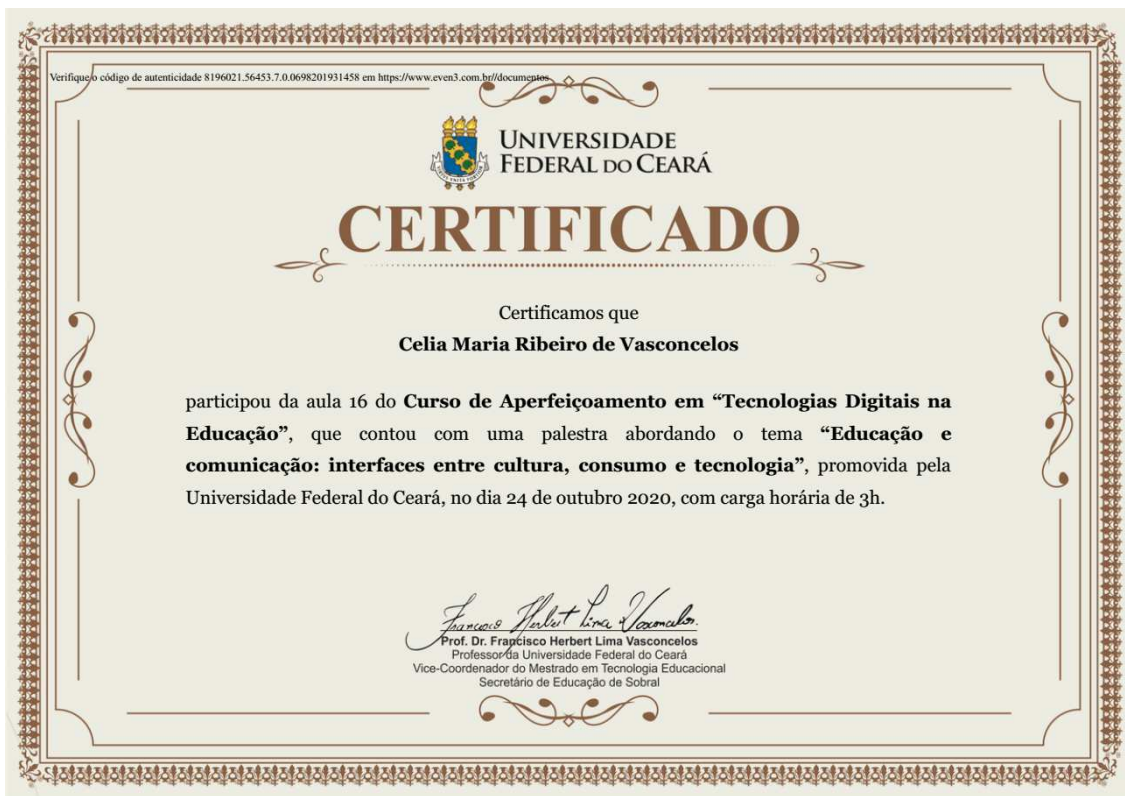 Verifique o código de autenticidade 8196021.56453.7.0.0698201931458 em https://www.even3.com.br//documentos
UNIVERSIDADE
FEDERAL DO CEARÁ
CERTIFICADO
Certificamos que
Celia Maria Ribeiro de Vasconcelos
participou da aula 16 do Curso de Aperfeiçoamento em “Tecnologias Digitais na
Educação”, que contou com uma palestra abordando o tema “Educação e
comunicação: interfaces entre cultura, consumo e tecnologia”, promovida pela
Universidade Federal do Ceará, no dia 24 de outubro 2020, com carga horária de 3h.
Francisco Herbert Lima Vasconcelos.
Prof. Dr. Francisco Herbert Lima Vasconcelos
Professor da Universidade Federal do Ceará
Vice-Coordenador do Mestrado em Tecnologia Educacional
Secretário de Educação de Sobral